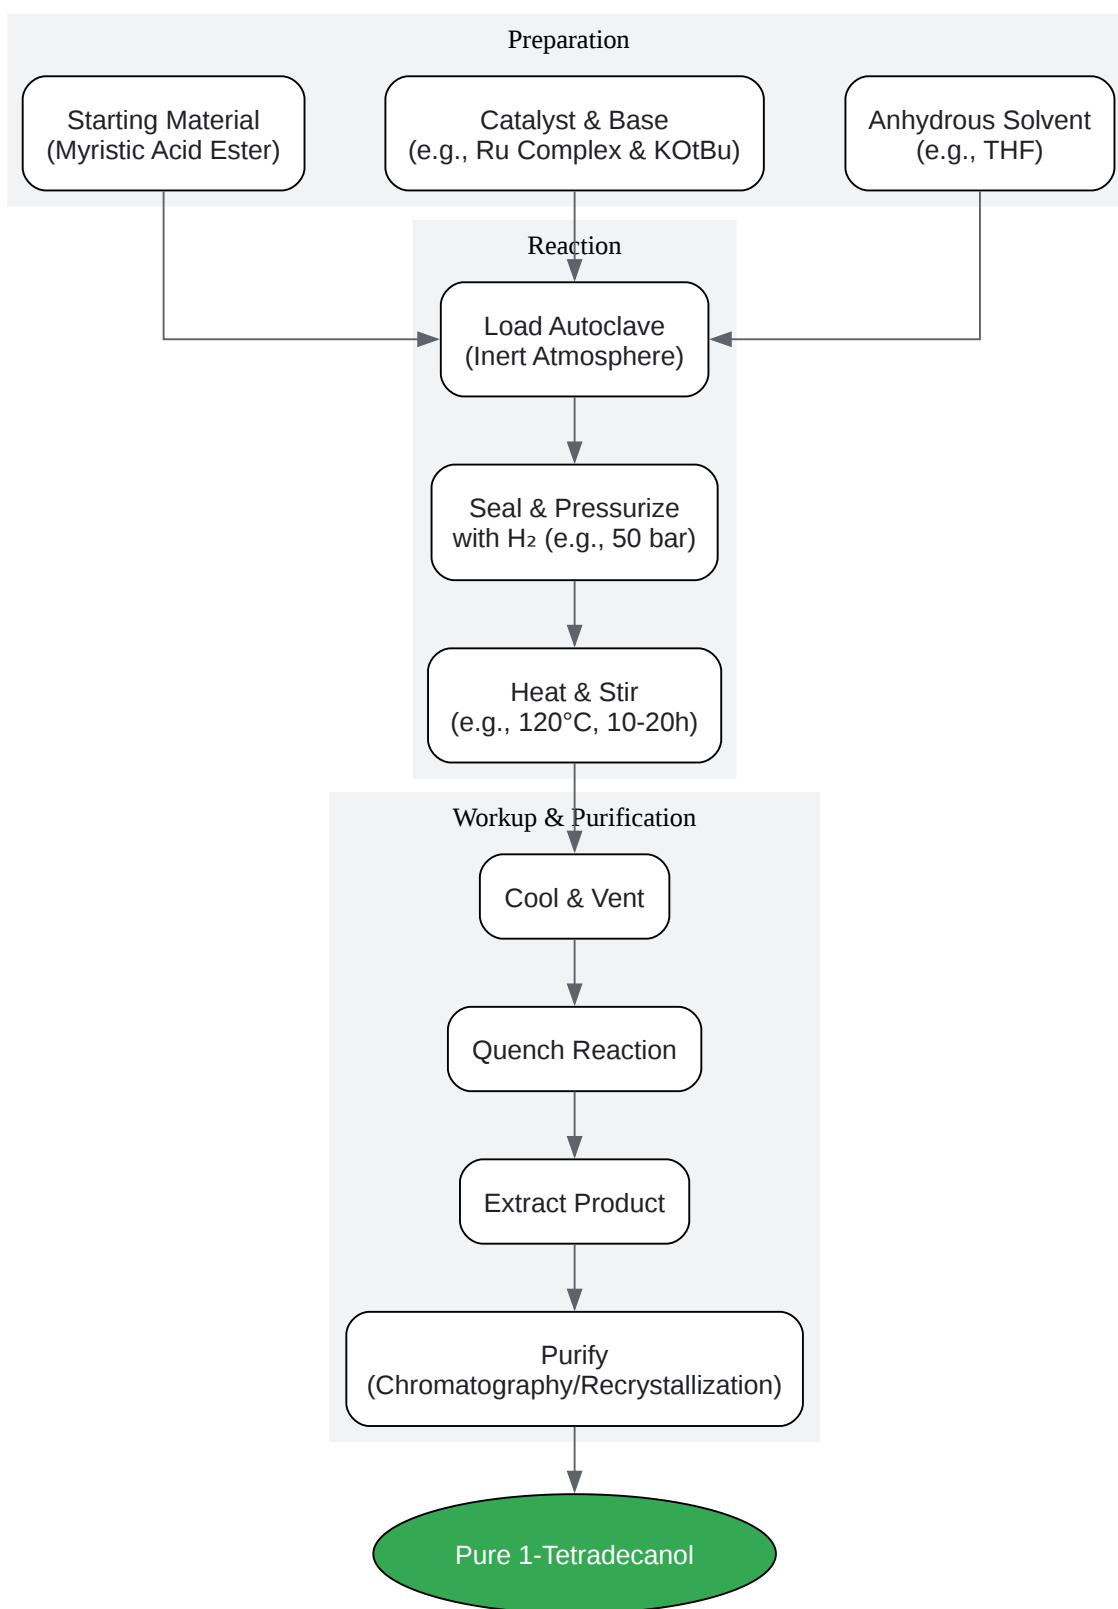 Preparation
Starting Material
(Myristic Acid Ester)
Catalyst & Base
(e.g., Ru Complex & KOtBu)
Anhydrous Solvent
(e.g., THF)
Reaction
Load Autoclave
(Inert Atmosphere)
Seal & Pressurize
with H₂ (e.g., 50 bar)
Heat & Stir
(e.g., 120°C, 10-20h)
Workup & Purification
Cool & Vent
Quench Reaction
Extract Product
Purify
(Chromatography/Recrystallization)
Pure 1-Tetradecanol